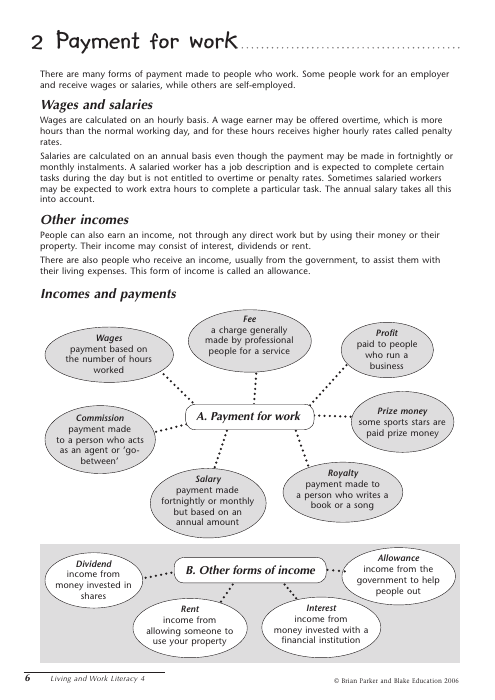 2 Payment for work
There are many forms of payment made to people who work. Some people work for an employer
and receive wages or salaries, while others are self-employed.
Wages and salaries
Wages are calculated on an hourly basis. A wage earner may be offered overtime, which is more
hours than the normal working day, and for these hours receives higher hourly rates called penalty
rates.
Salaries are calculated on an annual basis even though the payment may be made in fortnightly or
monthly instalments. A salaried worker has a job description and is expected to complete certain
tasks during the day but is not entitled to overtime or penalty rates. Sometimes salaried workers
may be expected to work extra hours to complete a particular task. The annual salary takes all this
into account.
Other incomes
People can also earn an income, not through any direct work but by using their money or their
property. Their income may consist of interest, dividends or rent.
There are also people who receive an income, usually from the government, to assist them with
their living expenses. This form of income is called an allowance.
Incomes and payments
Fee
a charge generally
made by professional
people for a service
Wages
payment based on
the number of hours
worked
Profit
paid to people
who run a
business
A. Payment for work
Commission
payment made
to a person who acts
as an agent or ‘go-
between’
Prize money
some sports stars are
paid prize money
Salary
payment made
fortnightly or monthly
but based on an
annual amount
Royalty
payment made to
a person who writes a
book or a song
Dividend
income from
money invested in
shares
B. Other forms of income
Allowance
income from the
government to help
people out
Rent
income from
allowing someone to
use your property
Interest
income from
money invested with a
financial institution
6 Living and Work Literacy 4
© Brian Parker and Blake Education 2006